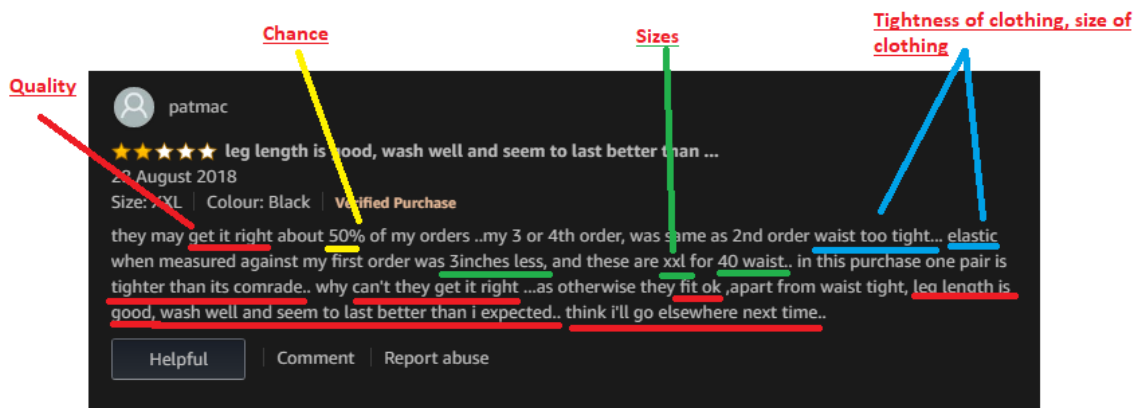 Tightness of clothing, size of
clothing
Chance
Sizes
Quality
patmac
leg length is good, wash well and seem to last better than ...
22 August 2018
Size: XXL | Colour: Black | Verified Purchase
they may get it right about 50% of my orders ..my 3 or 4th order, was same as 2nd order waist too tight... elastic
when measured against my first order was 3inches less, and these are xxl for 40 waist.. in this purchase one pair is
tighter than its comrade.. why can't they get it right ...as otherwise they fit ok ,apart from waist tight, leg length is
good, wash well and seem to last better than i expected.. think i'll go elsewhere next time..
Helpful | Comment | Report abuse